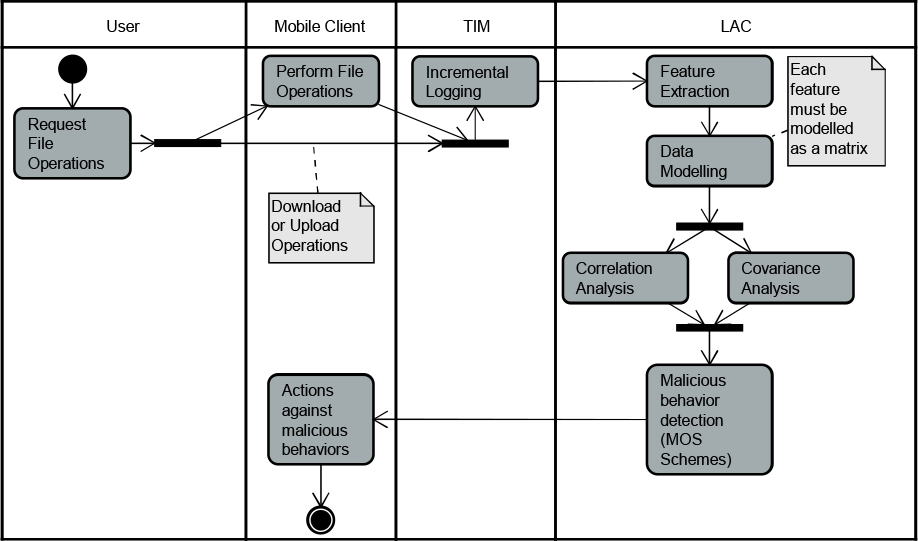 User
Mobile Client
TIM
LAC
Request
File
Operations
Perform File
Operations
Incremental
Logging
Feature
Extraction
Each
feature
must be
modelled
as a matrix
Data
Modelling
Download
or Upload
Operations
Correlation
Analysis
Covariance
Analysis
Actions
against
malicious
behaviors
Malicious
behavior
detection
(MOS
Schemes)